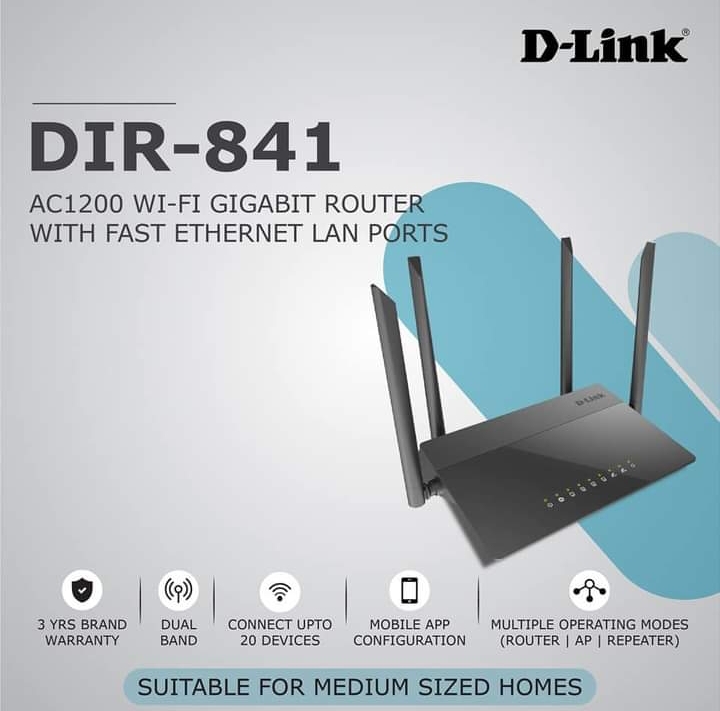 D-Link®
DIR-841
AC1200 WI-FI GIGABIT ROUTER
WITH FAST ETHERNET LAN PORTS
D-Link
3 YRS BRAND
WARRANTY
DUAL
BAND
CONNECT UPTO
20 DEVICES
MOBILE APP
CONFIGURATION
MULTIPLE OPERATING MODES
(ROUTER | AP | REPEATER)
SUITABLE FOR MEDIUM SIZED HOMES